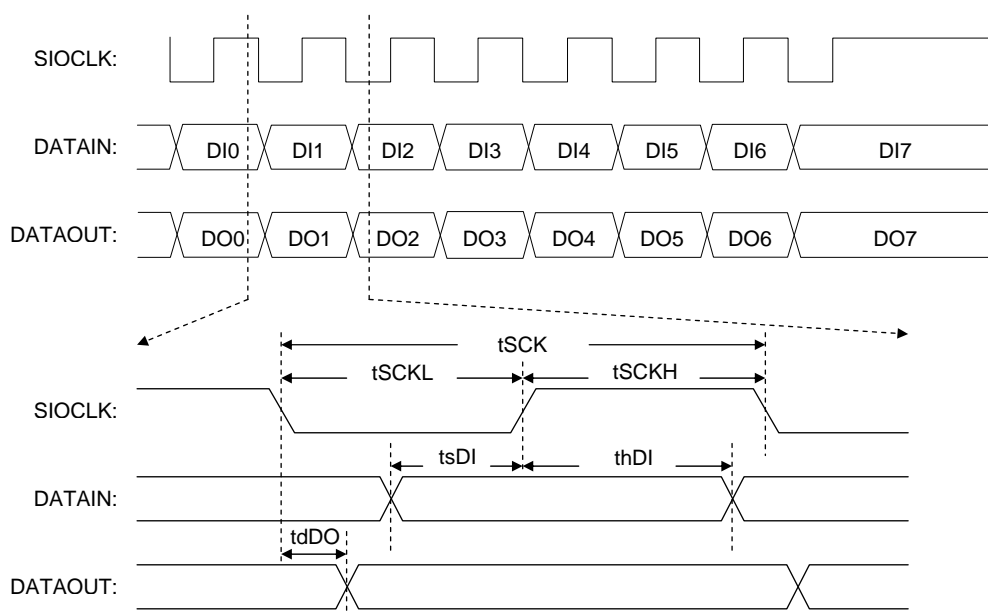 SIOCLK:
DATAIN: DI0 DI1 DI2 DI3 DI4 DI5 DI6 DI7
DATAOUT: DO0 DO1 DO2 DO3 DO4 DO5 DO6 DO7
tSCK
tSCKL tSCKH
SIOCLK:
tsDI thDI
DATAIN:
tdDO
DATAOUT: